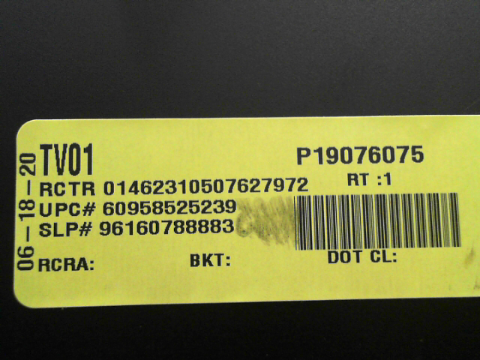 06-18-20
TV01
P19076075
RCTR 01462310507627972
RT :1
UPC# 60958525239
SLP# 96160788883
RCRA:
BKT:
DOT CL: